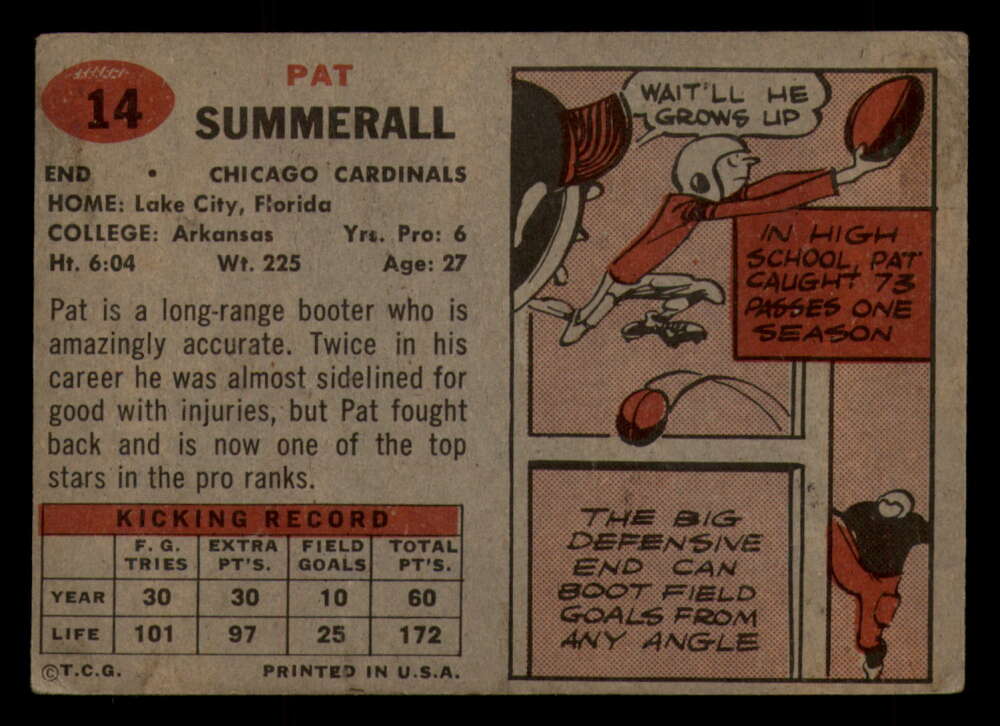 14
PAT
SUMMERALL
END • CHICAGO CARDINALS
HOME: Lake City, Florida
COLLEGE: Arkansas Yrs. Pro: 6
Ht. 6:04 Wt. 225 Age: 27
Pat is a long-range booter who is
amazingly accurate. Twice in his
career he was almost sidelined for
good with injuries, but Pat fought
back and is now one of the top
stars in the pro ranks.
KICKING RECORD
F. G. TRIES EXTRA PT'S. FIELD GOALS TOTAL PT'S.
YEAR 30 30 10 60
LIFE 101 97 25 172
©T.C.G. PRINTED IN U.S.A.
WAIT'LL HE
GROWS UP
IN HIGH
SCHOOL, PAT
CAUGHT 73
PASSES ONE
SEASON
THE BIG
DEFENSIVE
END CAN
BOOT FIELD
GOALS FROM
ANY ANGLE